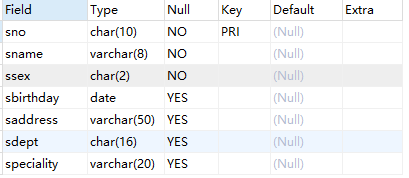 Field Type Null Key Default Extra
sno char(10) NO PRI (Null)
sname varchar(8) NO (Null)
ssex char(2) NO (Null)
sbirthday date YES (Null)
saddress varchar(50) YES (Null)
sdept char(16) YES (Null)
speciality varchar(20) YES (Null)